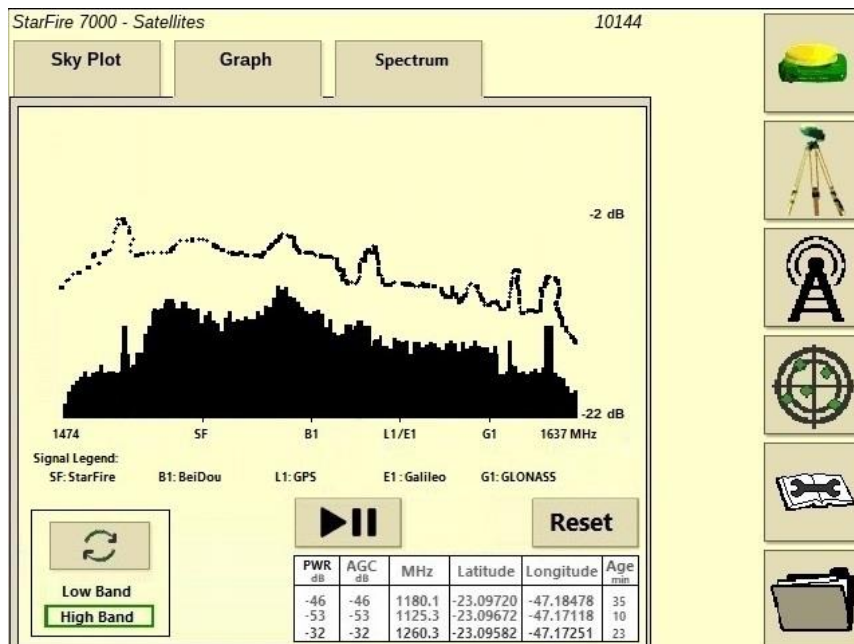 StarFire 7000 - Satellites 10144
Sky Plot Graph Spectrum
-2 dB
-22 dB
1474 SF B1 L1/E1 G1 1637 MHz
Signal Legend:
SF: StarFire B1: BeiDou L1: GPS E1 : Galileo G1: GLONASS
Reset
Low Band
High Band
PWR dB AGC dB MHz Latitude Longitude Age min
-46 -46 1180.1 -23.09720 -47.18478 35
-53 -53 1125.3 -23.09672 -47.17118 10
-32 -32 1260.3 -23.09582 -47.17251 23